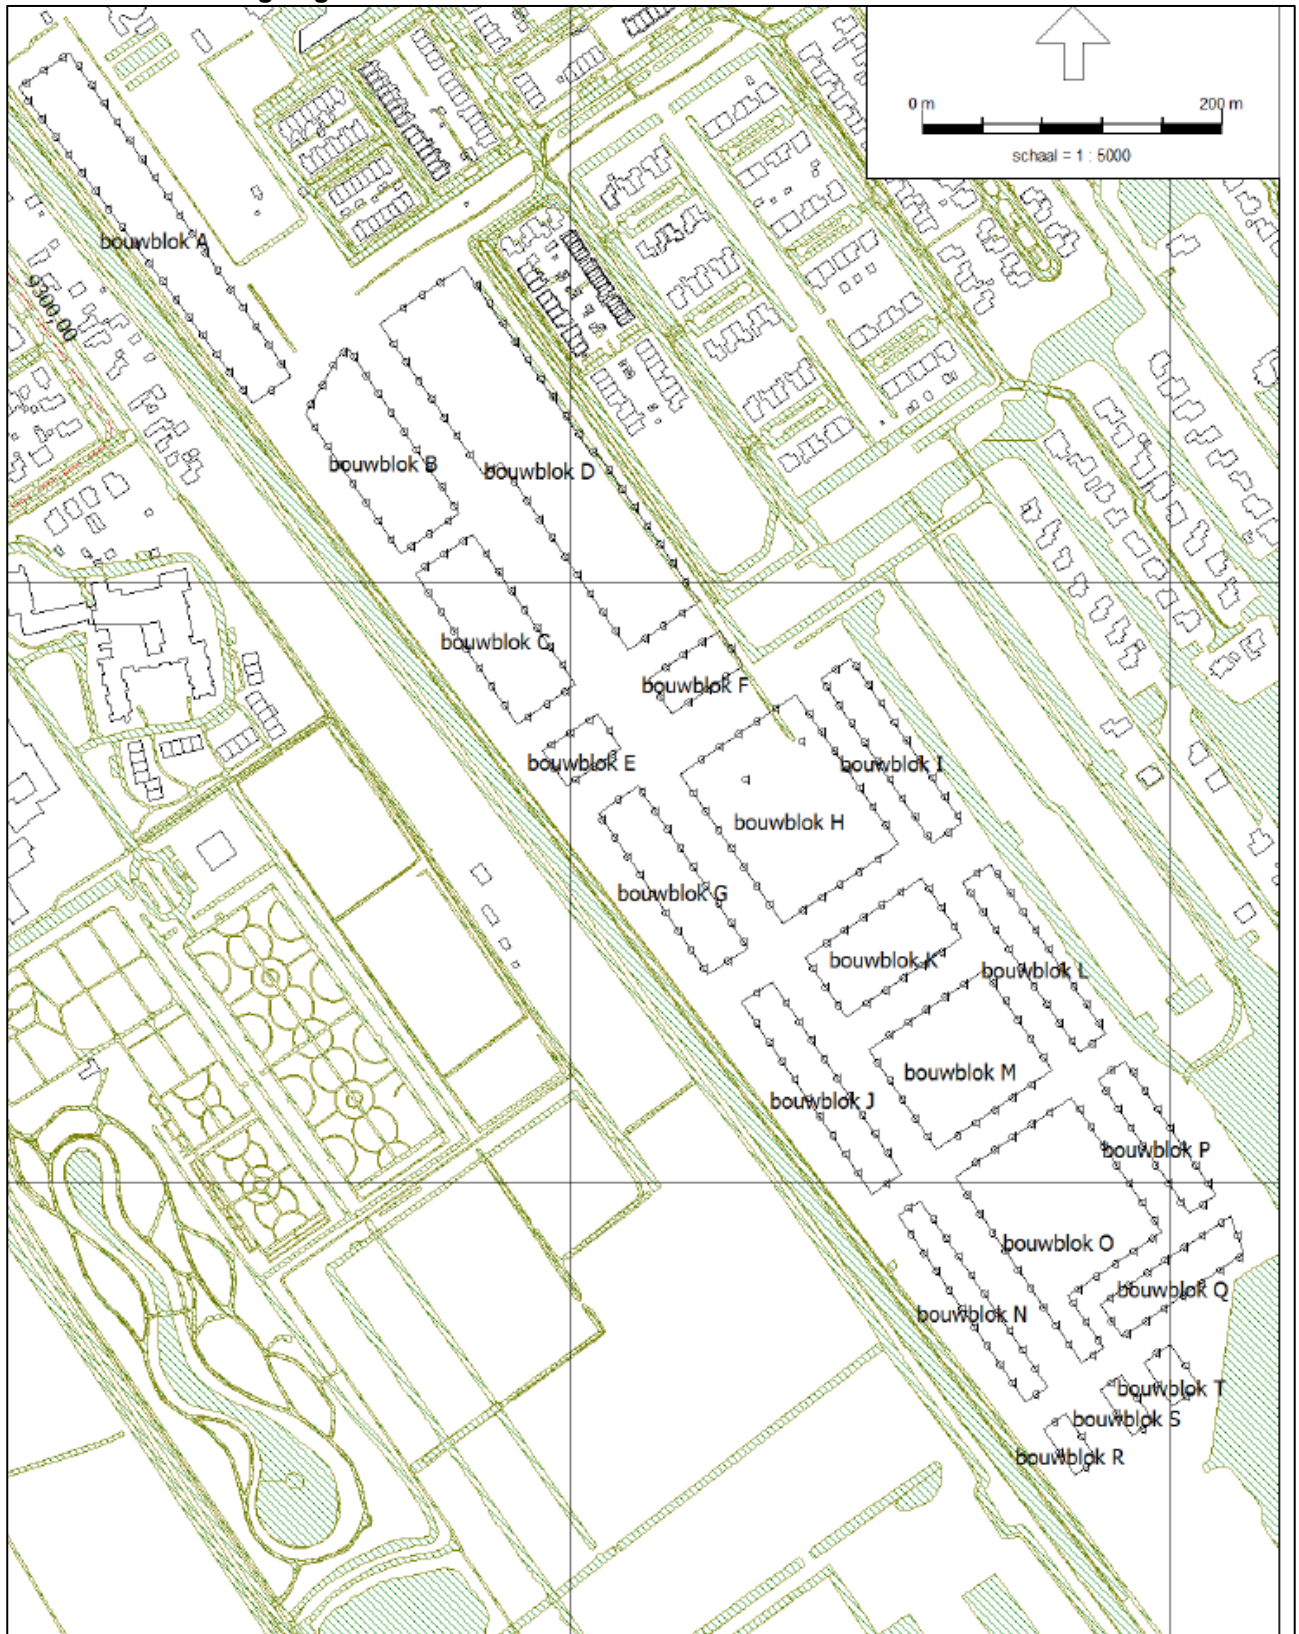 0 m 200 m
schaal = 1 : 5000
bouwblok A
9300,00
bouwblok B
bouwblok D
bouwblok C
bouwblok F
bouwblok E
bouwblok I
bouwblok H
bouwblok G
bouwblok K
bouwblok L
bouwblok M
bouwblok J
bouwblok P
bouwblok O
bouwblok Q
bouwblok N
bouwblok T
bouwblok S
bouwblok R